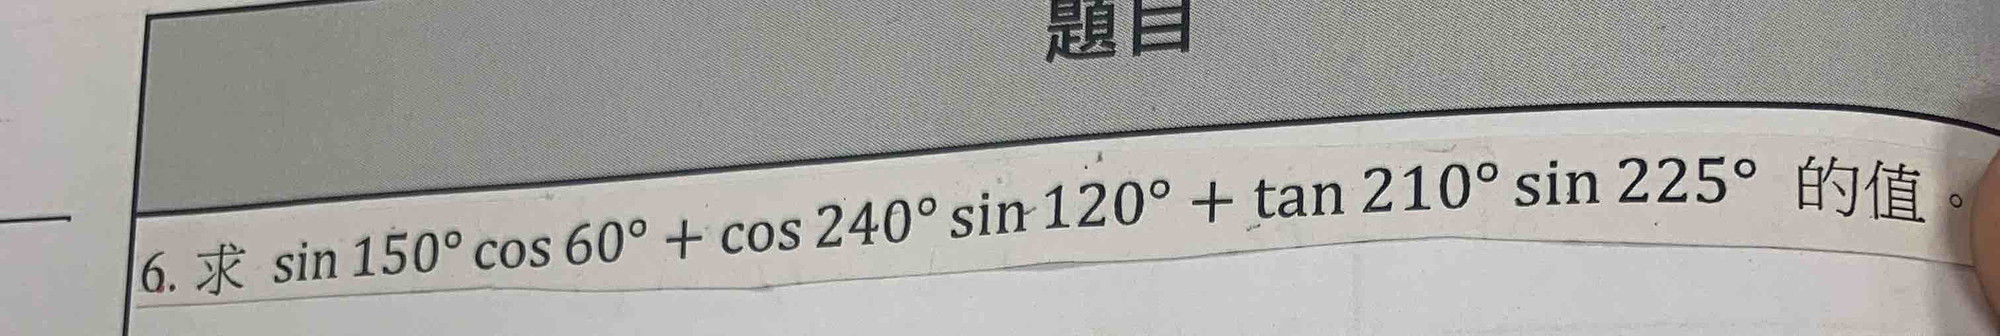 題目
6. 求 sin 150° cos 60° + cos 240° sin 120° + tan 210° sin 225° 的值。